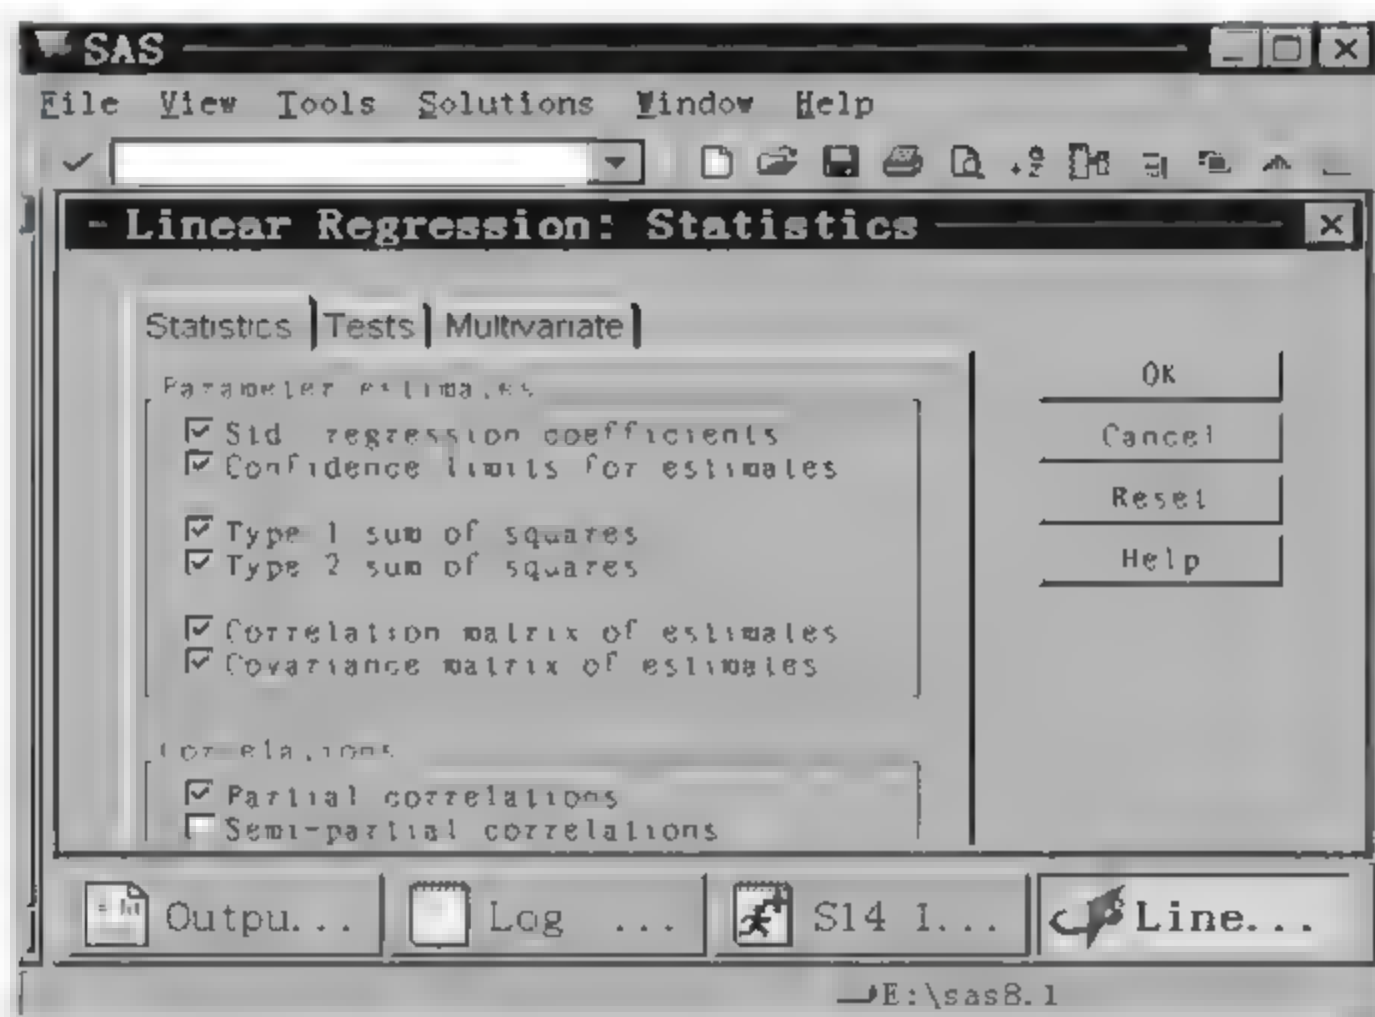 SAS
File View Tools Solutions Window Help
Linear Regression: Statistics
Statistics Tests Multivariate
Parameter estimates
OK
Std regression coefficients
Cancel
Confidence limits for estimates
Reset
Type 1 sum of squares
Type 2 sum of squares
Help
Correlation matrix of estimates
Covariance matrix of estimates
Correlations
Partial correlations
Semi-partial correlations
Outpu... Log ... S14 I... Line...
E:\sas8.1